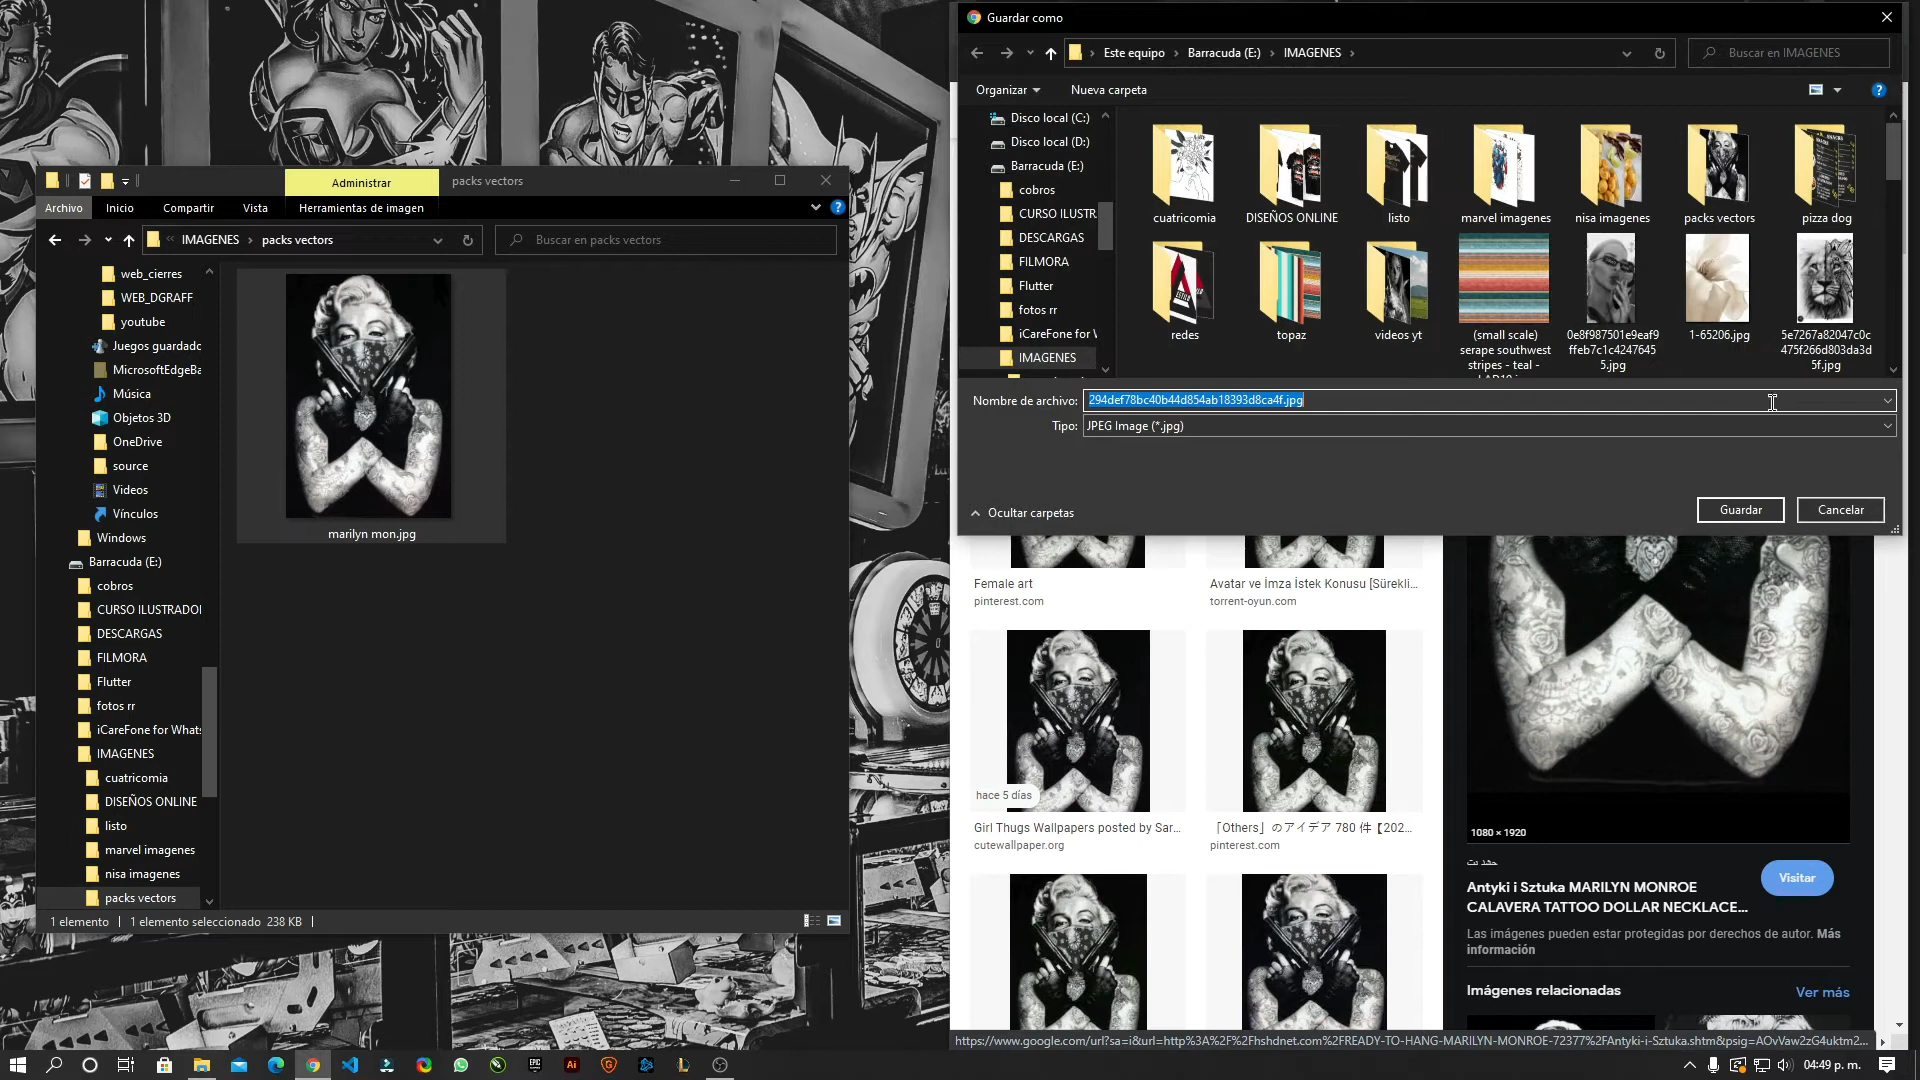 packs vectors
Administrar
Archivo
Inicio
Compartir
Vista
Herramientas de imagen
IMAGENES
packs vectors
Buscar en packs vectors
web_cierres
WEB_DGRAFF
youtube
Juegos guardadc
MicrosoftEdgeBa
Música
Objetos 3D
OneDrive
source
Videos
Vínculos
Windows
Barracuda (E:)
cobros
CURSO ILUSTRADOI
DESCARGAS
FILMORA
Flutter
fotos rr
iCareFone for What:
IMAGENES
cuatricomia
DISEÑOS ONLINE
listo
marvel imagenes
nisa imagenes
packs vectors
marilyn mon.jpg
1 elemento
1 elemento seleccionado 238 KB
Guardar como
Este equipo
Barracuda (E:)
IMAGENES
Buscar en IMAGENES
Organizar
Nueva carpeta
Disco local (C:)
Disco local (D:)
Barracuda (E:)
cobros
CURSO ILUSTR.
DESCARGAS
FILMORA
Flutter
fotos rr
iCareFone for V
IMAGENES
cuatricomia
DISEÑOS ONLINE
listo
marvel imagenes
nisa imagenes
packs vectors
pizza dog
redes
topaz
videos yt
(small scale)
serape southwest
stripes - teal -
0e8f987501e9eaf9
ffeb7c1c4247645
5.jpg
1-65206.jpg
5e7267a82047c0c
475f266d803da3d
5f.jpg
Nombre de archivo:
294def78bc40b44d854ab18393d8ca4f.jpg
Tipo:
JPEG Image (*.jpg)
Ocultar carpetas
Guardar
Cancelar
Female art
pinterest.com
Avatar ve İmza İstek Konusu [Sürekli...
torrent-oyun.com
hace 5 días
Girl Thugs Wallpapers posted by Sar...
cutewallpaper.org
「Others」のアイデア 780 件【202...
pinterest.com
1080 × 1920
Antyki i Sztuka MARILYN MONROE
CALAVERA TATTOO DOLLAR NECKLACE...
Visitar
Las imágenes pueden estar protegidas por derechos de autor. Más
información
Imágenes relacionadas
Ver más
https://www.google.com/url?sa=i&url=http%3A%2F%2Fhshdnet.com%2FREADY-TO-HANG-MARILYN-MONROE-72377%2FAntyki-i-Sztuka.shtm&psig=AOvVaw2zG4uktm2...
04:49 p. m.